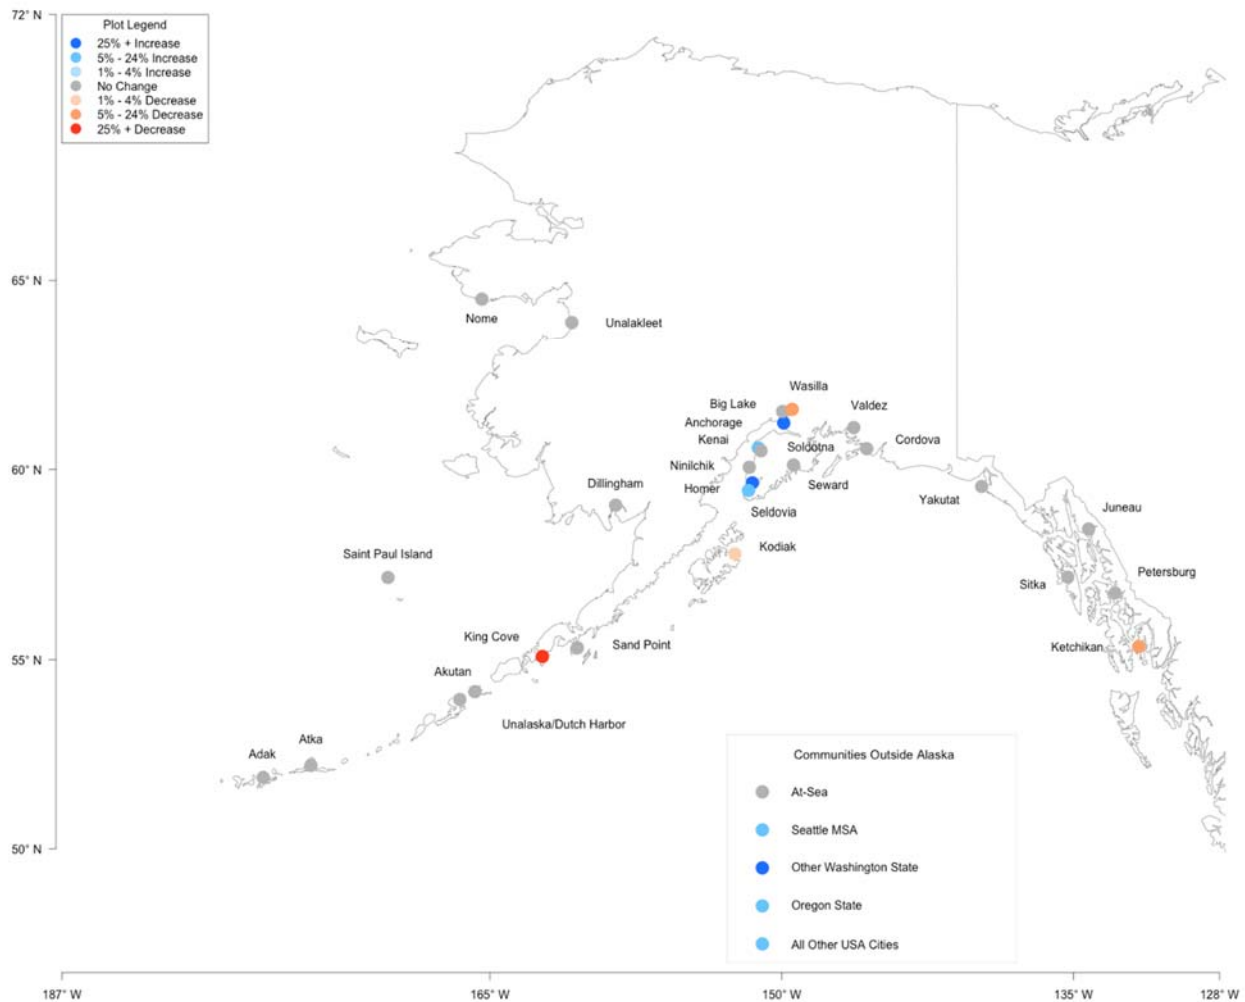 72° N
Plot Legend
25% + Increase
5% - 24% Increase
1% - 4% Increase
No Change
1% - 4% Decrease
5% - 24% Decrease
25% + Decrease
65° N
Nome
Unalakleet
Wasilla
Big Lake
Valdez
Anchorage
Kenai
Soldotna
Cordova
60° N
Ninilchik
Dillingham
Homer
Seward
Yakutat
Seldovia
Juneau
Saint Paul Island
Kodiak
Petersburg
Sitka
King Cove
Sand Point
Ketchikan
55° N
Akutan
Unalaska/Dutch Harbor
Atka
Adak
Communities Outside Alaska
At-Sea
Seattle MSA
50° N
Other Washington State
Oregon State
All Other USA Cities
187° W
165° W
150° W
135° W
128° W